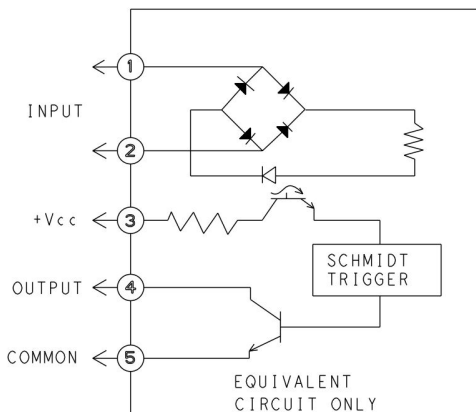 1
INPUT
2
+Vcc
3
SCHMIDT
TRIGGER
OUTPUT
4
COMMON
5
EQUIVALENT
CIRCUIT ONLY